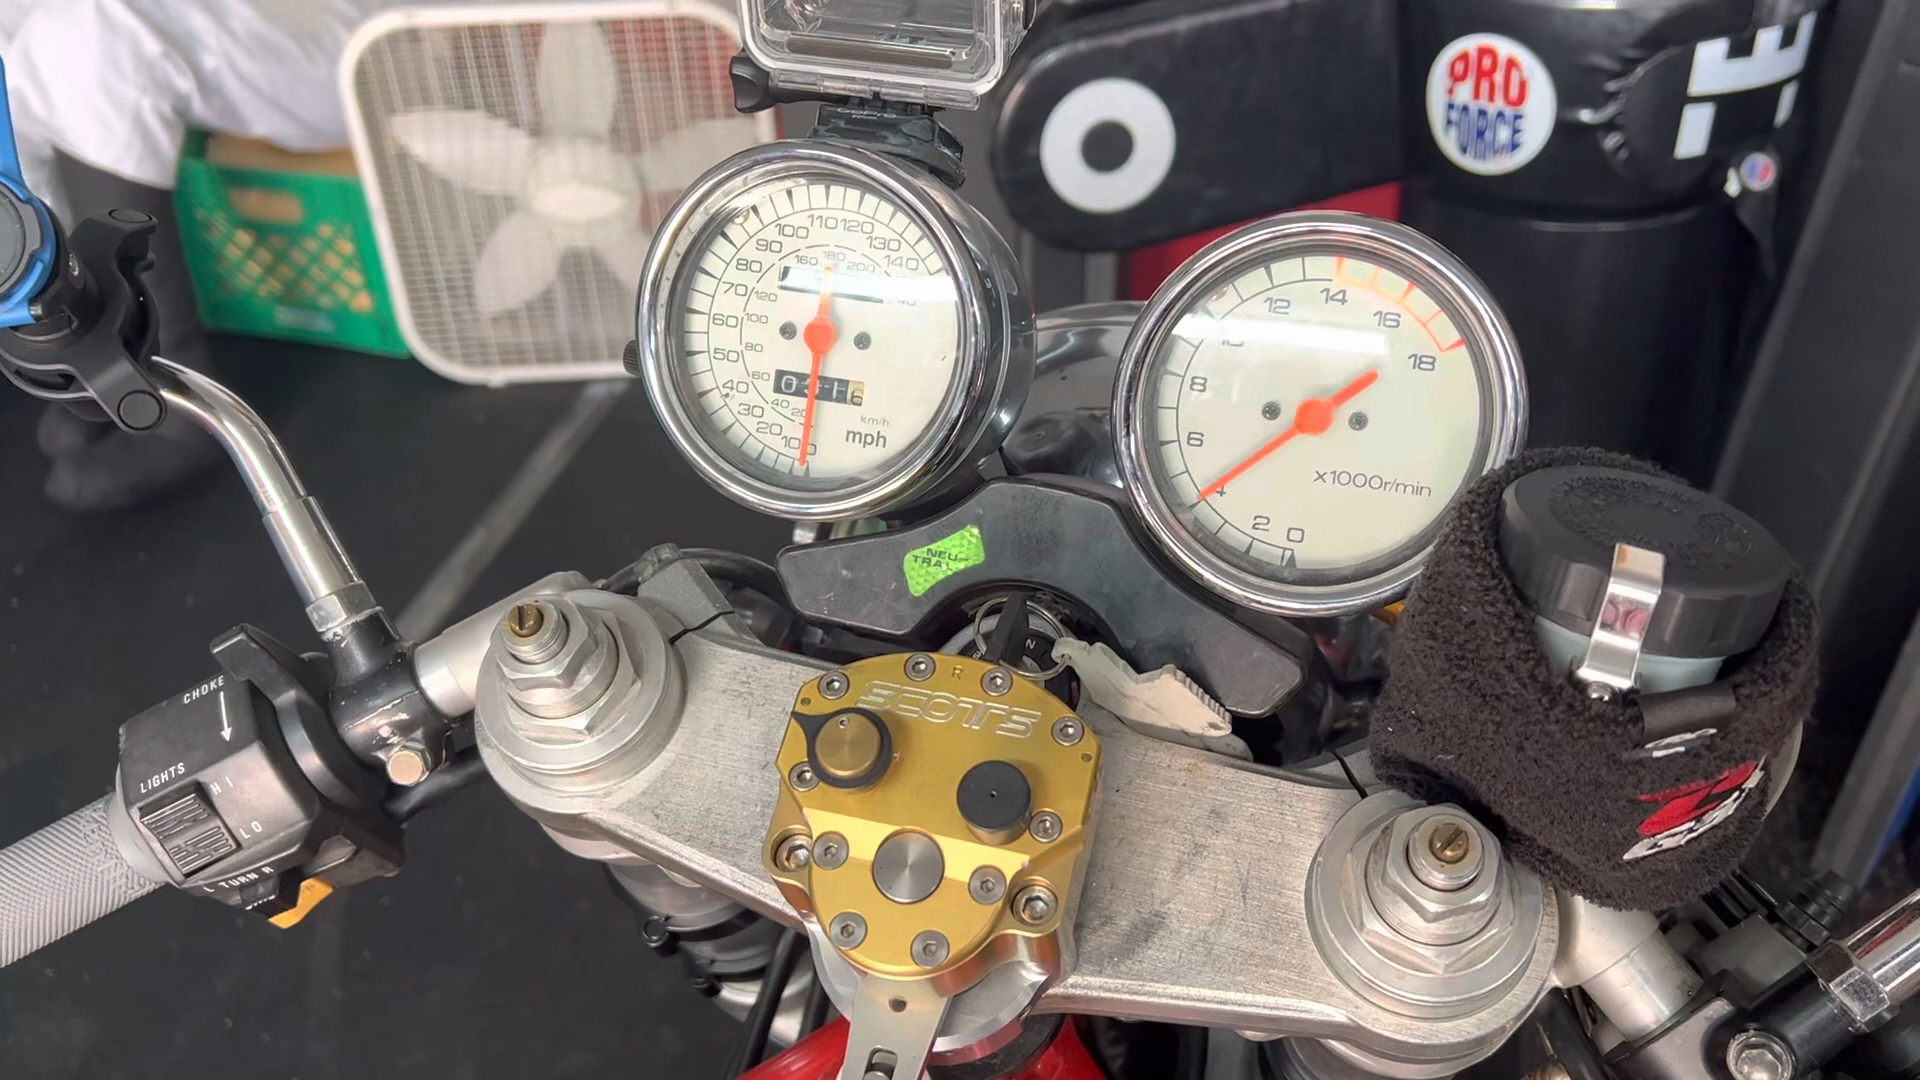 GoPro
PRO
FORCE
110 120
100 130
90 140
80
70
60
50
40
30
20
10
160 180 200
120 240
100
80
60
40
20
km/h
mph
14
12 16
18
8
6
4
2 0
x1000r/min
NEU-
TRAL
N
R
SCOTTS
CHOKE
LIGHTS
HI
LO
L TURN R